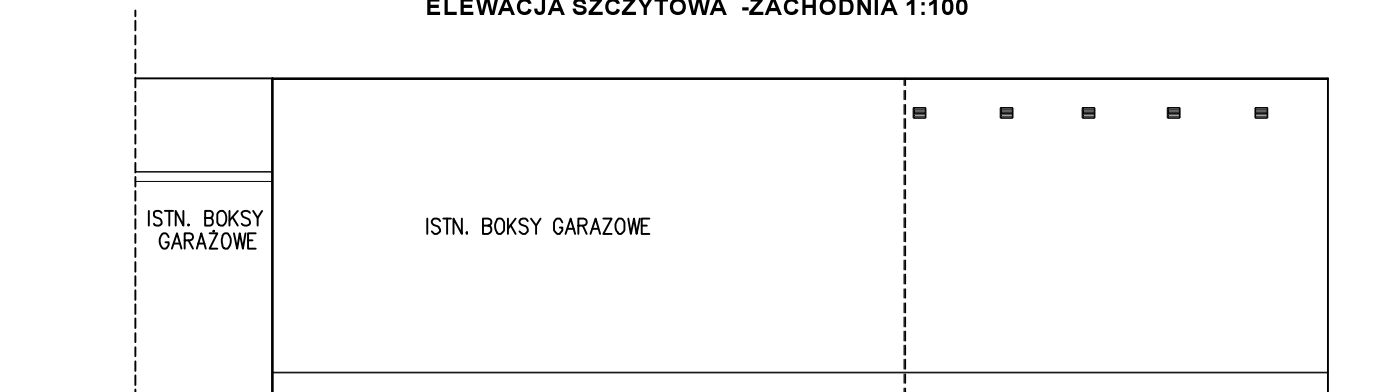 ELEWACJA SZCZYTOWA -ZACHODNIA 1:100
ISTN. BOKSY
GARAŻOWE
ISTN. BOKSY GARAZOWE